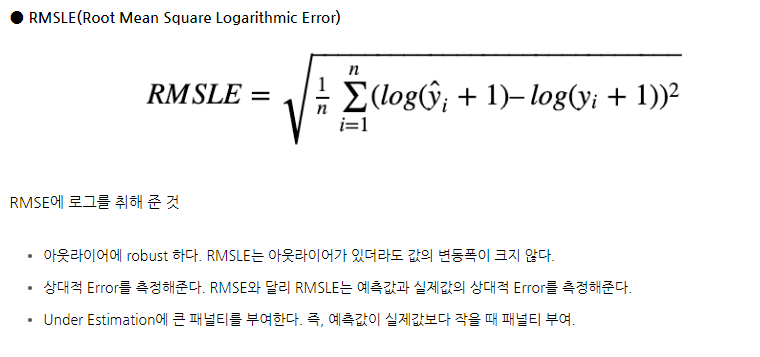 ● RMSLE(Root Mean Square Logarithmic Error)
RMSLE = √(1/n n∑i=1 (log(ŷi + 1)– log(yi + 1))²)
RMSE에 로그를 취해 준 것
• 아웃라이어에 robust 하다. RMSLE는 아웃라이어가 있더라도 값의 변동폭이 크지 않다.
• 상대적 Error를 측정해준다. RMSE와 달리 RMSLE는 예측값과 실제값의 상대적 Error를 측정해준다.
• Under Estimation에 큰 패널티를 부여한다. 즉, 예측값이 실제값보다 작을 때 패널티 부여.